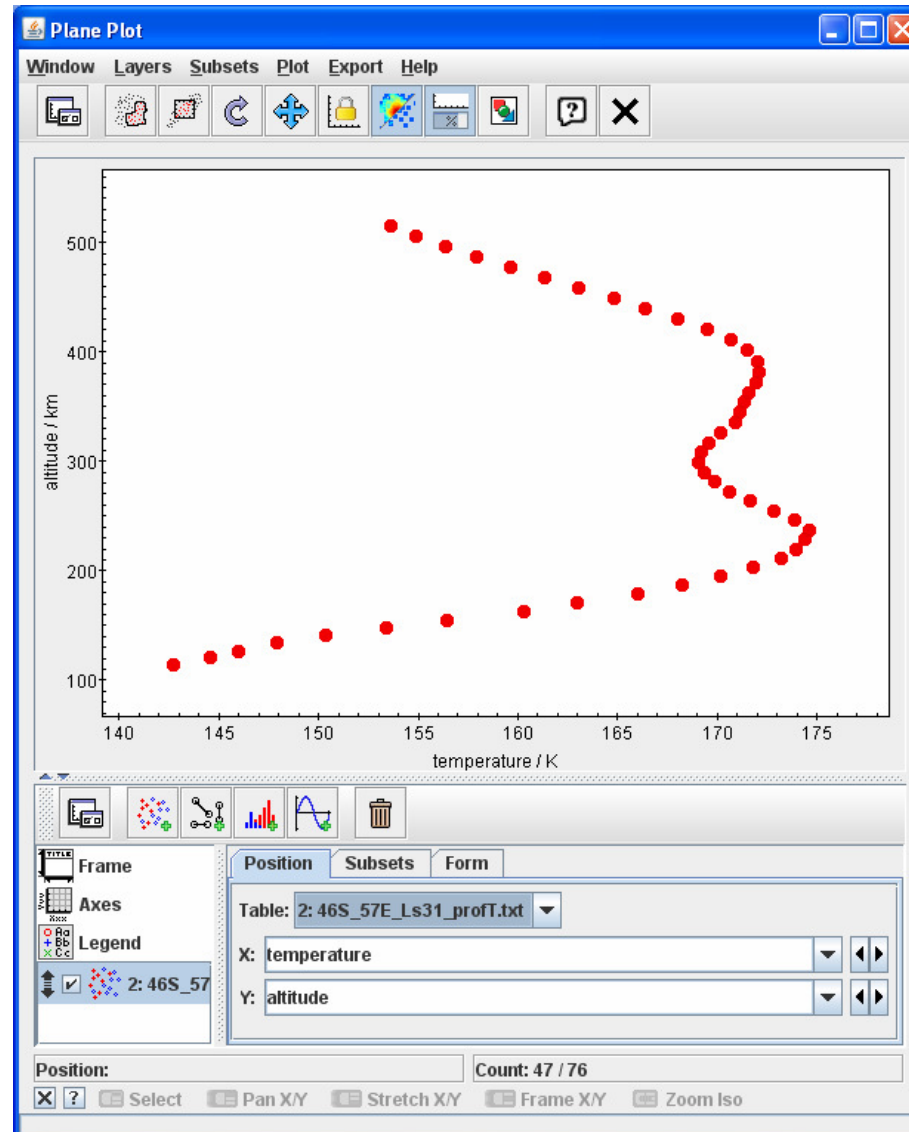 Plane Plot
Window Layers Subsets Plot Export Help
500
400
300
200
100
altitude / km
140 145 150 155 160 165 170 175
temperature / K
TITLE
Frame
Axes
Legend
2: 46S_57
Position Subsets Form
Table: 2: 46S_57E_Ls31_profT.txt
X: temperature
Y: altitude
Position: Count: 47 / 76
Select Pan X/Y Stretch X/Y Frame X/Y Zoom Iso